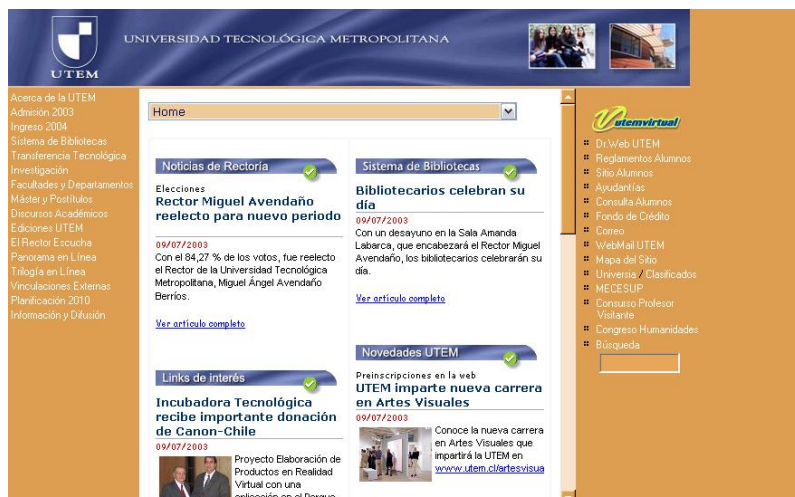 UTEM
UNIVERSIDAD TECNOLÓGICA METROPOLITANA
Acerca de la UTEM
Admisión 2003
Ingreso 2004
Sistema de Bibliotecas
Transferencia Tecnológica
Investigación
Facultades y Departamentos
Máster y Postítulos
Discursos Académicos
Ediciones UTEM
El Rector Escucha
Panorama en Línea
Trilogía en Línea
Vinculaciones Externas
Planificación 2010
Información y Difusión
Home
Noticias de Rectoría
Elecciones
Rector Miguel Avendaño
reelecto para nuevo periodo
09/07/2003
Con el 84,27 % de los votos, fue reelecto
el Rector de la Universidad Tecnológica
Metropolitana, Miguel Ángel Avendaño
Berríos.
Ver artículo completo
Links de interés
Incubadora Tecnológica
recibe importante donación
de Canon-Chile
09/07/2003
Proyecto Elaboración de
Productos en Realidad
Virtual con una
aplicación en el Parque
Sistema de Bibliotecas
Bibliotecarios celebran su
día
09/07/2003
Con un desayuno en la Sala Amanda
Labarca, que encabezará el Rector Miguel
Avendaño, los bibliotecarios celebrarán su
día.
Ver artículo completo
Novedades UTEM
Preinscripciones en la web
UTEM imparte nueva carrera
en Artes Visuales
09/07/2003
Conoce la nueva carrera
en Artes Visuales que
impartirá la UTEM en
www.utem.cl/artesvisua
Utemvirtual
Dr.Web UTEM
Reglamentos Alumnos
Sitio Alumnos
Ayudantías
Consulta Alumnos
Fondo de Crédito
Correo
WebMail UTEM
Mapa del Sitio
Universia / Clasificados
MECESUP
Consurso Profesor
Visitante
Congreso Humanidades
Búsqueda